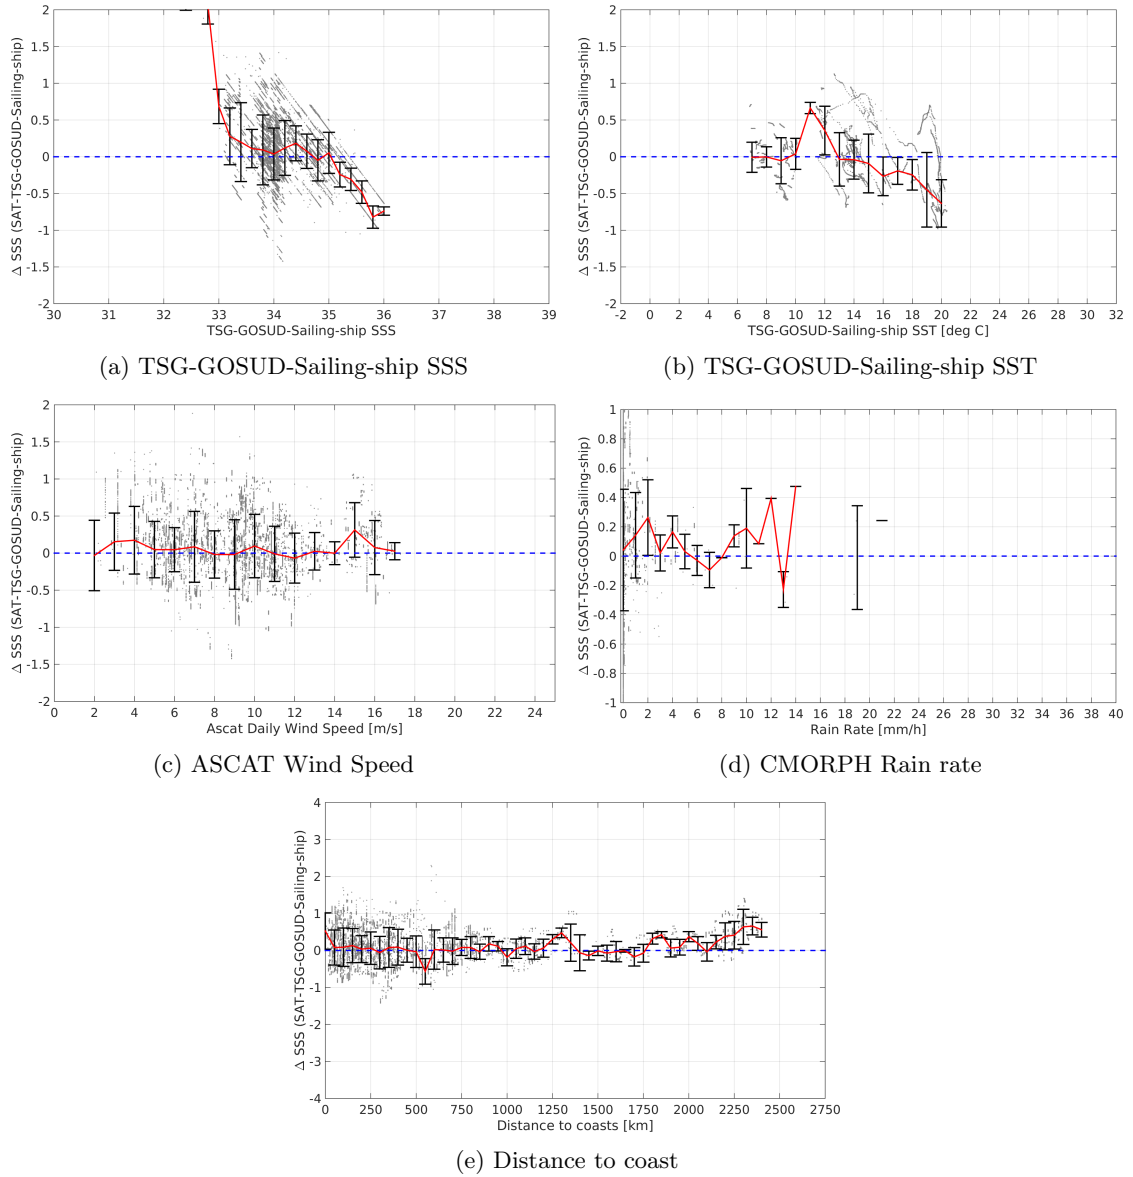 2
1.5
1
0.5
0
-0.5
-1
-1.5
-2
Δ SSS (SAT-TSG-GOSUD-Sailing-ship)
30 31 32 33 34 35 36 37 38 39
TSG-GOSUD-Sailing-ship SSS
(a) TSG-GOSUD-Sailing-ship SSS
2
1.5
1
0.5
0
-0.5
-1
-1.5
-2
Δ SSS (SAT-TSG-GOSUD-Sailing-ship)
-2 0 2 4 6 8 10 12 14 16 18 20 22 24 26 28 30 32
TSG-GOSUD-Sailing-ship SST [deg C]
(b) TSG-GOSUD-Sailing-ship SST
2
1.5
1
0.5
0
-0.5
-1
-1.5
-2
Δ SSS (SAT-TSG-GOSUD-Sailing-ship)
0 2 4 6 8 10 12 14 16 18 20 22 24
Ascat Daily Wind Speed [m/s]
(c) ASCAT Wind Speed
1
0.8
0.6
0.4
0.2
0
-0.2
-0.4
-0.6
-0.8
-1
Δ SSS (SAT-TSG-GOSUD-Sailing-ship)
0 2 4 6 8 10 12 14 16 18 20 22 24 26 28 30 32 34 36 38 40
Rain Rate [mm/h]
(d) CMORPH Rain rate
4
3
2
1
0
-1
-2
-3
-4
Δ SSS (SAT-TSG-GOSUD-Sailing-ship)
0 250 500 750 1000 1250 1500 1750 2000 2250 2500 2750
Distance to coasts [km]
(e) Distance to coast